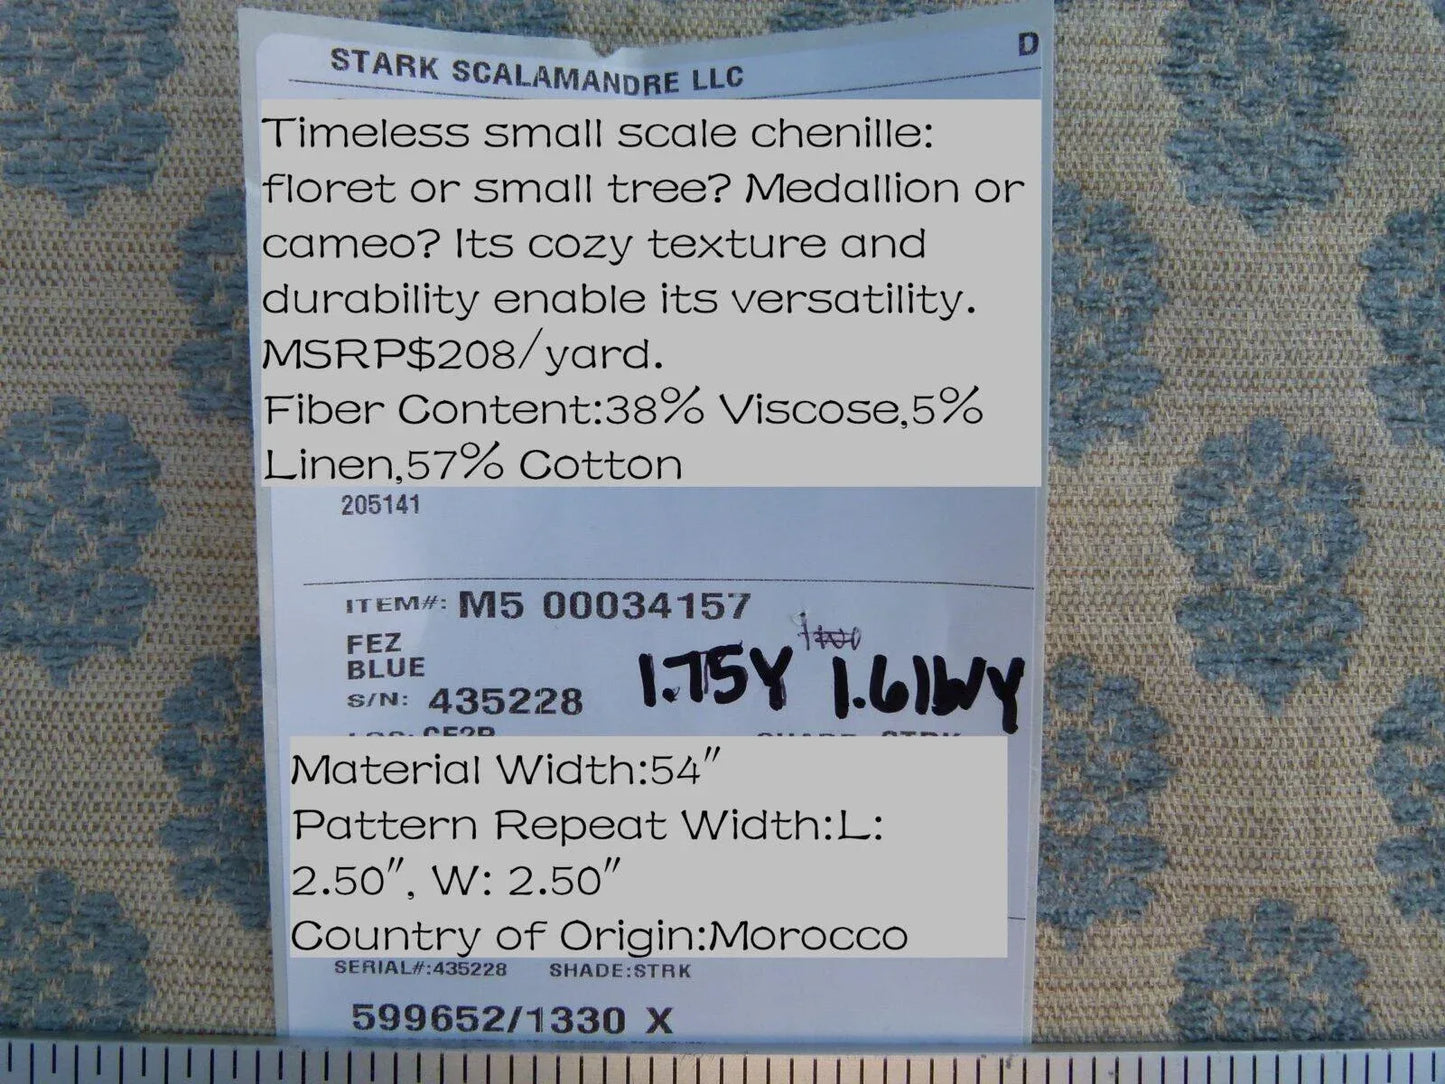 STARK SCALAMANDRE LLC D
Timeless small scale chenille:
floret or small tree? Medallion or
cameo? Its cozy texture and
durability enable its versatility.
MSRP$208/yard.
Fiber Content:38% Viscose,5%
Linen,57% Cotton
205141
ITEM#: M5 00034157
FEZ
BLUE
1.75Y 1.61WY
S/N: 435228
Material Width:54"
Pattern Repeat Width:L:
2.50", W: 2.50"
Country of Origin:Morocco
SERIAL#:435228 SHADE:STRK
599652/1330 X